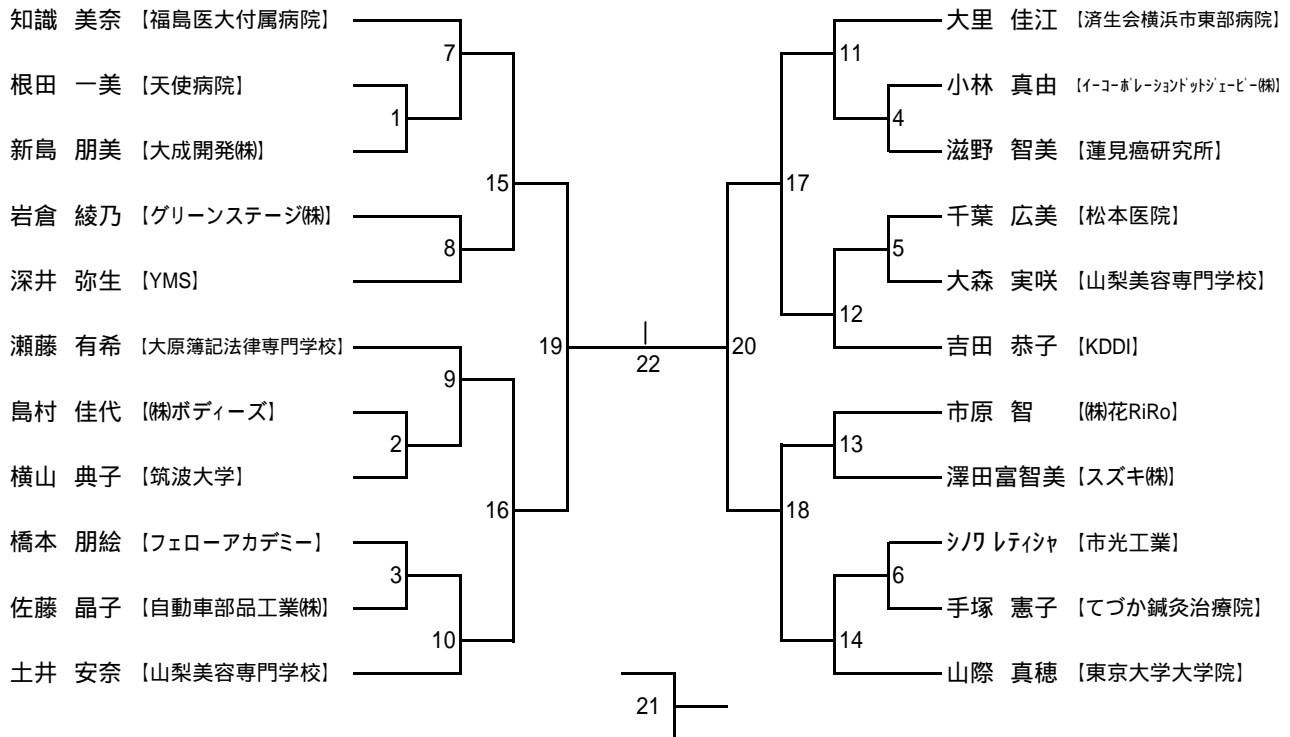 知識 美奈 【福島医大付属病院】
根田 一美 【天使病院】
新島 朋美 【大成開発㈱】
岩倉 綾乃 【グリーンステージ㈱】
深井 弥生 【YMS】
瀬藤 有希 【大原簿記法律専門学校】
島村 佳代 【㈱ボディーズ】
横山 典子 【筑波大学】
橋本 朋絵 【フェローアカデミー】
佐藤 晶子 【自動車部品工業㈱】
土井 安奈 【山梨美容専門学校】
7
1
15
8
19
9
2
16
3
10
22
21
大里 佳江 【済生会横浜市東部病院】
小林 真由 【イーコーポレーションドットジェーピー㈱】
滋野 智美 【蓮見癌研究所】
千葉 広美 【松本医院】
大森 実咲 【山梨美容専門学校】
吉田 恭子 【KDDI】
市原 智 【㈱花RiRo】
澤田富智美 【スズキ㈱】
シノワ レティシャ 【市光工業】
手塚 憲子 【てづか鍼灸治療院】
山際 真穂 【東京大学大学院】
11
4
17
5
12
20
13
18
6
14